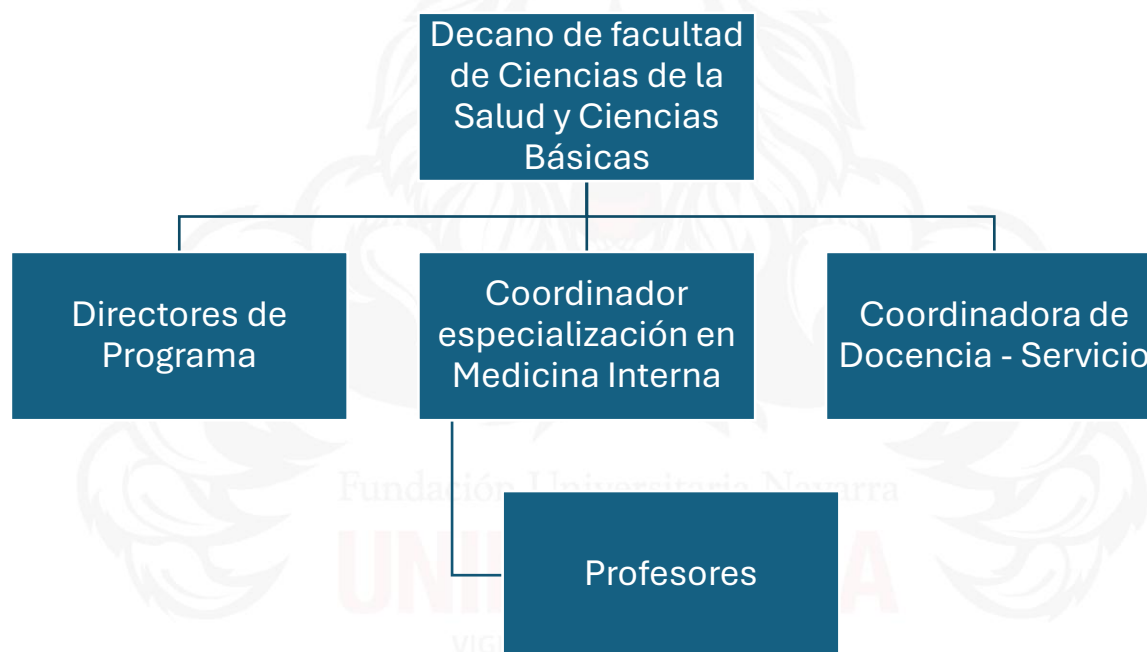 Decano de facultad
de Ciencias de la
Salud y Ciencias
Básicas
Directores de
Programa
Coordinador
especialización en
Medicina Interna
Coordinadora de
Docencia - Servicio
Fundación Universitaria Navarra
Profesores